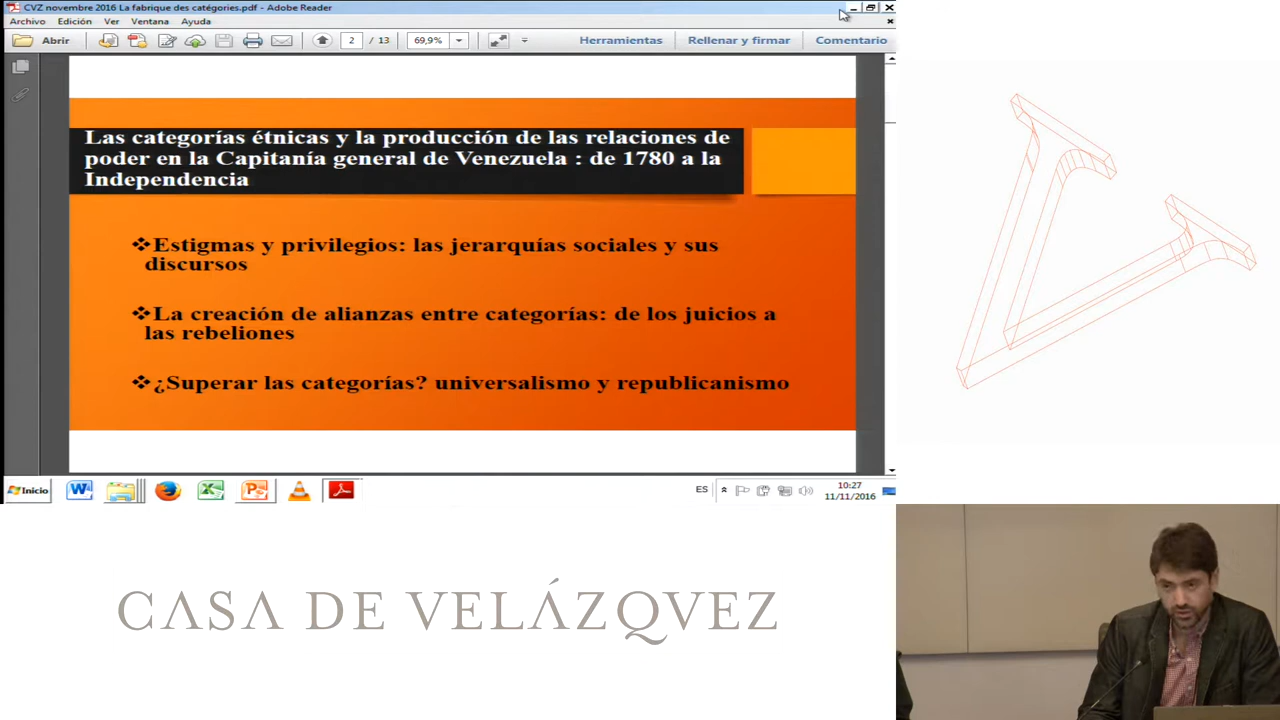 CVZ novembre 2016 La fabrique des catégories.pdf - Adobe Reader
Archivo Edición Ver Ventana Ayuda
Abrir 2 / 13 69,9% Herramientas Rellenar y firmar Comentario
Las categorías étnicas y la producción de las relaciones de
poder en la Capitanía general de Venezuela : de 1780 a la
Independencia
❖Estigmas y privilegios: las jerarquías sociales y sus
discursos
❖La creación de alianzas entre categorías: de los juicios a
las rebeliones
❖¿Superar las categorías? universalismo y republicanismo
Inicio ES 10:27
11/11/2016
CASA DE VELÁZQVEZ